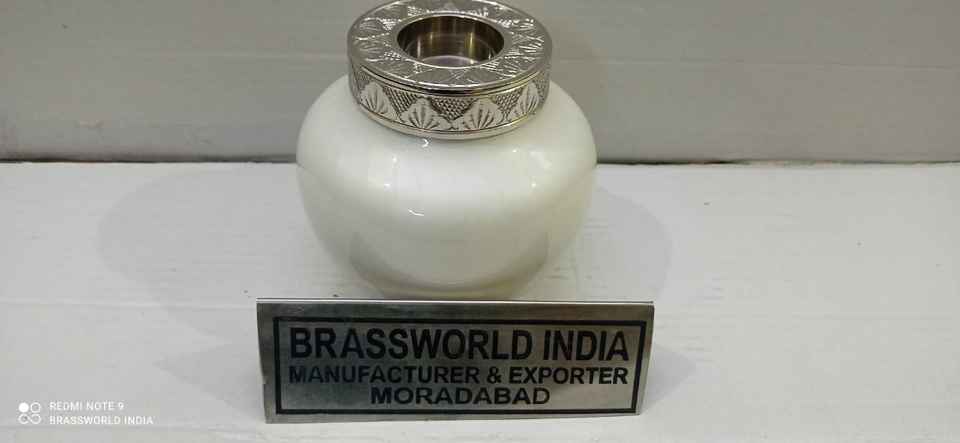 BRASSWORLD INDIA
MANUFACTURER & EXPORTER
MORADABAD
REDMI NOTE 9
BRASSWORLD INDIA